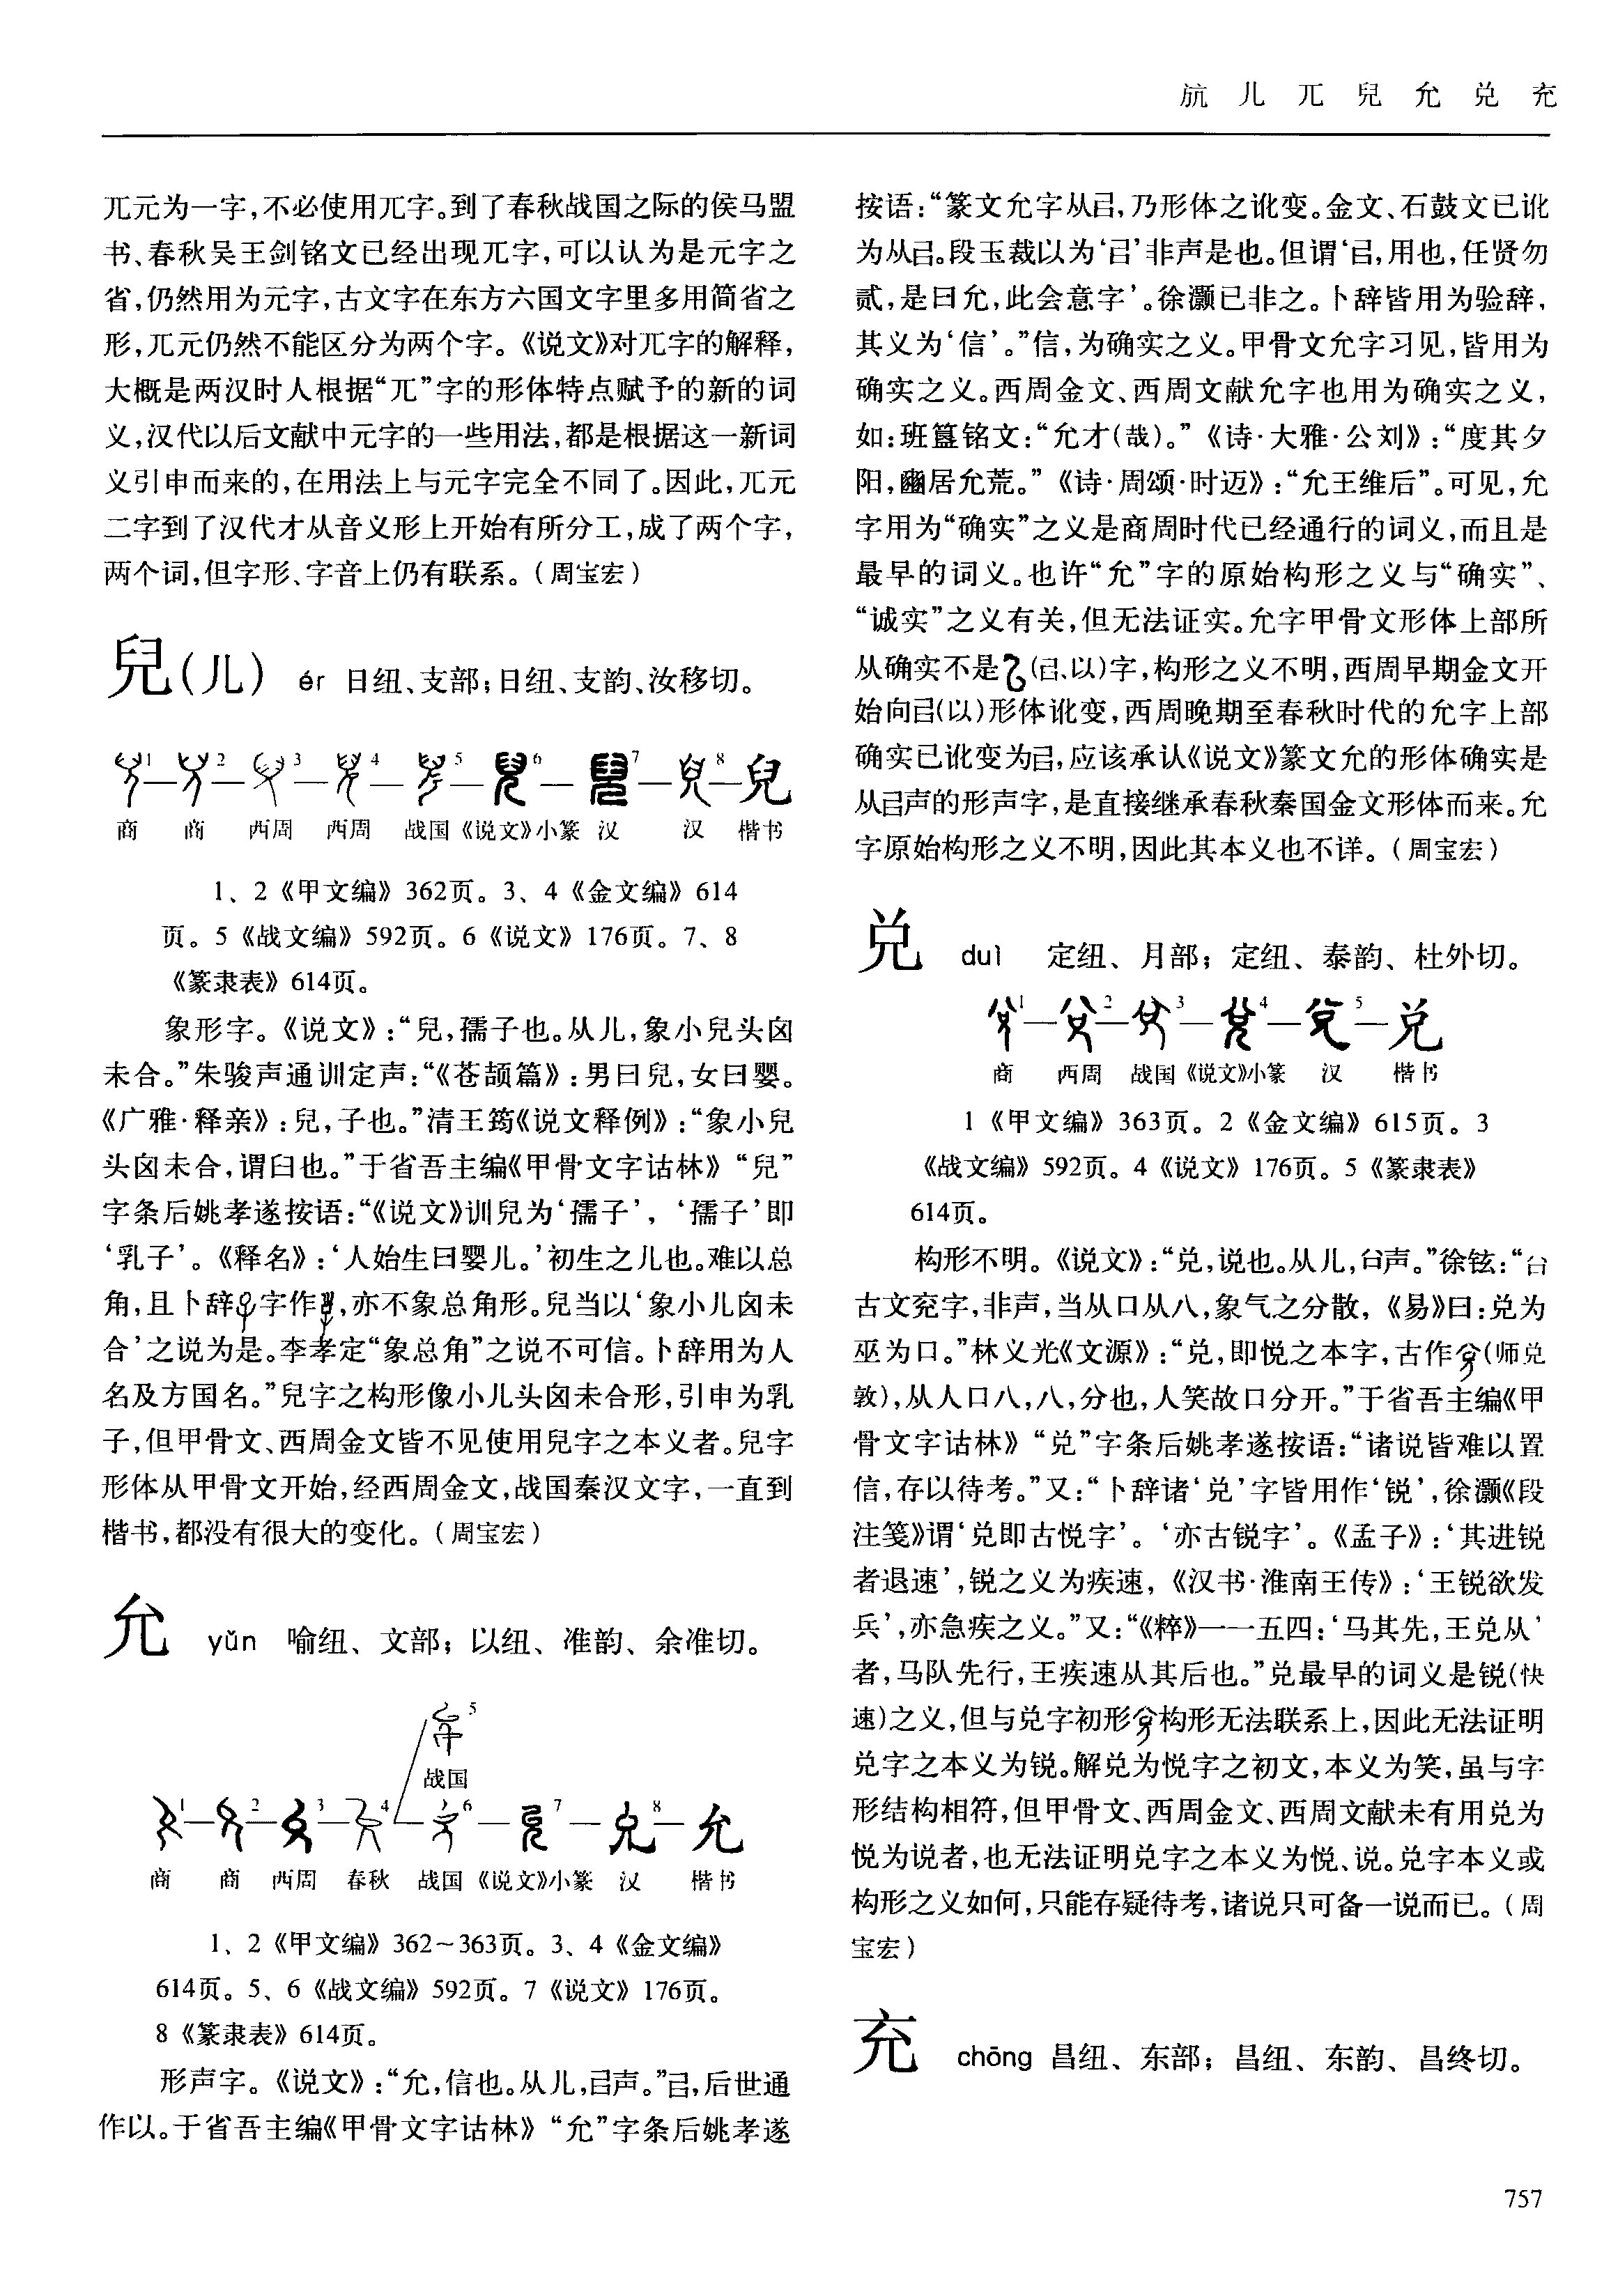 斻 儿 兀 兒 允 兑 充
兀元为一字,不必使用兀字。到了春秋战国之际的侯马盟
书、春秋吴王剑铭文已经出现兀字,可以认为是元字之
省,仍然用为元字,古文字在东方六国文字里多用简省之
形,兀元仍然不能区分为两个字。《说文》对兀字的解释,
大概是两汉时人根据“兀”字的形体特点赋予的新的词
义,汉代以后文献中元字的一些用法,都是根据这一新词
义引申而来的,在用法上与元字完全不同了。因此,兀元
二字到了汉代才从音义形上开始有所分工,成了两个字,
两个词,但字形、字音上仍有联系。(周宝宏)
兒(儿) ér 日纽、支部;日纽、支韵、汝移切。
1 2 3 4 5 6 7 8 兒
商 商 西周 西周 战国 《说文》小篆 汉 汉 楷书
1、2《甲文编》362页。3、4《金文编》614
页。5《战文编》592页。6《说文》176页。7、8
《篆隶表》614页。
象形字。《说文》:“兒,孺子也。从儿,象小兒头囟
未合。”朱骏声通训定声:“《苍颉篇》:男曰兒,女曰婴。
《广雅·释亲》:兒,子也。”清王筠《说文释例》:“象小兒
头囟未合,谓臼也。”于省吾主编《甲骨文字诂林》“兒”
字条后姚孝遂按语:“《说文》训兒为‘孺子’,‘孺子’即
‘乳子’。《释名》:‘人始生曰婴儿。’初生之儿也。难以总
角,且卜辞字作,亦不象总角形。兒当以‘象小儿囟未
合’之说为是。李孝定“象总角”之说不可信。卜辞用为人
名及方国名。”兒字之构形像小儿头囟未合形,引申为乳
子,但甲骨文、西周金文皆不见使用兒字之本义者。兒字
形体从甲骨文开始,经西周金文,战国秦汉文字,一直到
楷书,都没有很大的变化。(周宝宏)
允 yǔn 喻纽、文部;以纽、准韵、余准切。
5
战国
1 2 3 4 6 7 8 允
商 商 西周 春秋 战国 《说文》小篆 汉 楷书
1、2《甲文编》362~363页。3、4《金文编》
614页。5、6《战文编》592页。7《说文》176页。
8《篆隶表》614页。
形声字。《说文》:“允,信也。从儿,㠯声。”㠯,后世通
作以。于省吾主编《甲骨文字诂林》“允”字条后姚孝遂
按语:“篆文允字从㠯,乃形体之讹变。金文、石鼓文已讹
为从㠯。段玉裁以为‘㠯’非声是也。但谓‘㠯,用也,任贤勿
贰,是曰允,此会意字’。徐灏已非之。卜辞皆用为验辞,
其义为‘信’。”信,为确实之义。甲骨文允字习见,皆用为
确实之义。西周金文、西周文献允字也用为确实之义,
如:班簋铭文:“允才(哉)。”《诗·大雅·公刘》:“度其夕
阳,豳居允荒。”《诗·周颂·时迈》:“允王维后”。可见,允
字用为“确实”之义是商周时代已经通行的词义,而且是
最早的词义。也许“允”字的原始构形之义与“确实”、
“诚实”之义有关,但无法证实。允字甲骨文形体上部所
从确实不是(㠯、以)字,构形之义不明,西周早期金文开
始向㠯(以)形体讹变,西周晚期至春秋时代的允字上部
确实已讹变为㠯,应该承认《说文》篆文允的形体确实是
从㠯声的形声字,是直接继承春秋秦国金文形体而来。允
字原始构形之义不明,因此其本义也不详。(周宝宏)
兑 duì 定纽、月部;定纽、泰韵、杜外切。
1 2 3 4 5 兑
商 西周 战国 《说文》小篆 汉 楷书
1《甲文编》363页。2《金文编》615页。3
《战文编》592页。4《说文》176页。5《篆隶表》
614页。
构形不明。《说文》:“兑,说也。从儿,㕣声。”徐铉:“㕣
古文兖字,非声,当从口从八,象气之分散,《易》曰:兑为
巫为口。”林义光《文源》:“兑,即悦之本字,古作(师兑
敦),从人口八,八,分也,人笑故口分开。”于省吾主编《甲
骨文字诂林》“兑”字条后姚孝遂按语:“诸说皆难以置
信,存以待考。”又:“卜辞诸‘兑’字皆用作‘锐’,徐灏《段
注笺》谓‘兑即古悦字’。‘亦古锐字’。《孟子》:‘其进锐
者退速’,锐之义为疾速,《汉书·淮南王传》:‘王锐欲发
兵’,亦急疾之义。”又:“《粹》一一五四:‘马其先,王兑从’
者,马队先行,王疾速从其后也。”兑最早的词义是锐(快
速)之义,但与兑字初形构形无法联系上,因此无法证明
兑字之本义为锐。解兑为悦字之初文,本义为笑,虽与字
形结构相符,但甲骨文、西周金文、西周文献未有用兑为
悦为说者,也无法证明兑字之本义为悦、说。兑字本义或
构形之义如何,只能存疑待考,诸说只可备一说而已。(周
宝宏)
充 chōng 昌纽、东部;昌纽、东韵、昌终切。
757